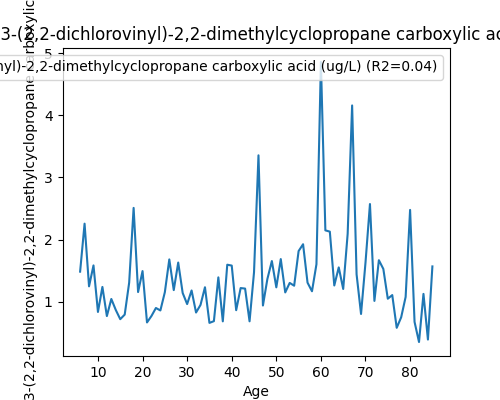 3-(2,2-dichlorovinyl)-2,2-dimethylcyclopropane carboxylic ac
nyl)-2,2-dimethylcyclopropane carboxylic acid (ug/L) (R2=0.04)
3-(2,2-dichlorovinyl)-2,2-dimethylcyclopropane carboxylic
5
4
3
2
1
10 20 30 40 50 60 70 80
Age